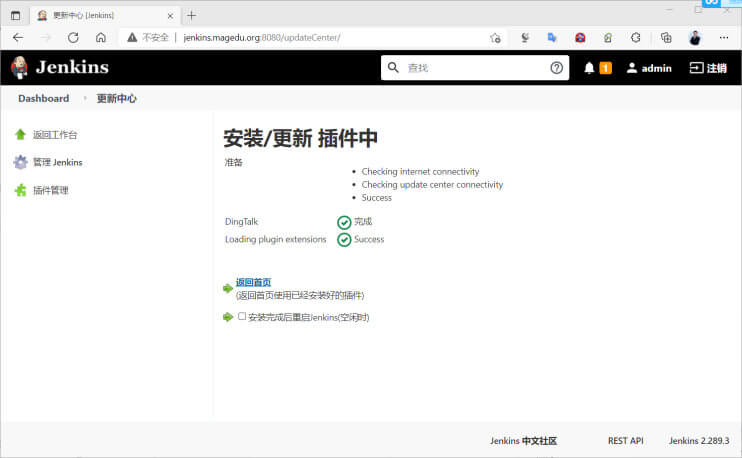 更新中心 [Jenkins]
不安全 | jenkins.magedu.org:8080/updateCenter/
Jenkins
查找
1
admin
注销
Dashboard
更新中心
返回工作台
管理 Jenkins
插件管理
安装/更新 插件中
准备
Checking internet connectivity
Checking update center connectivity
Success
DingTalk
完成
Loading plugin extensions
Success
返回首页
(返回首页使用已经安装好的插件)
安装完成后重启Jenkins(空闲时)
Jenkins 中文社区
REST API
Jenkins 2.289.3